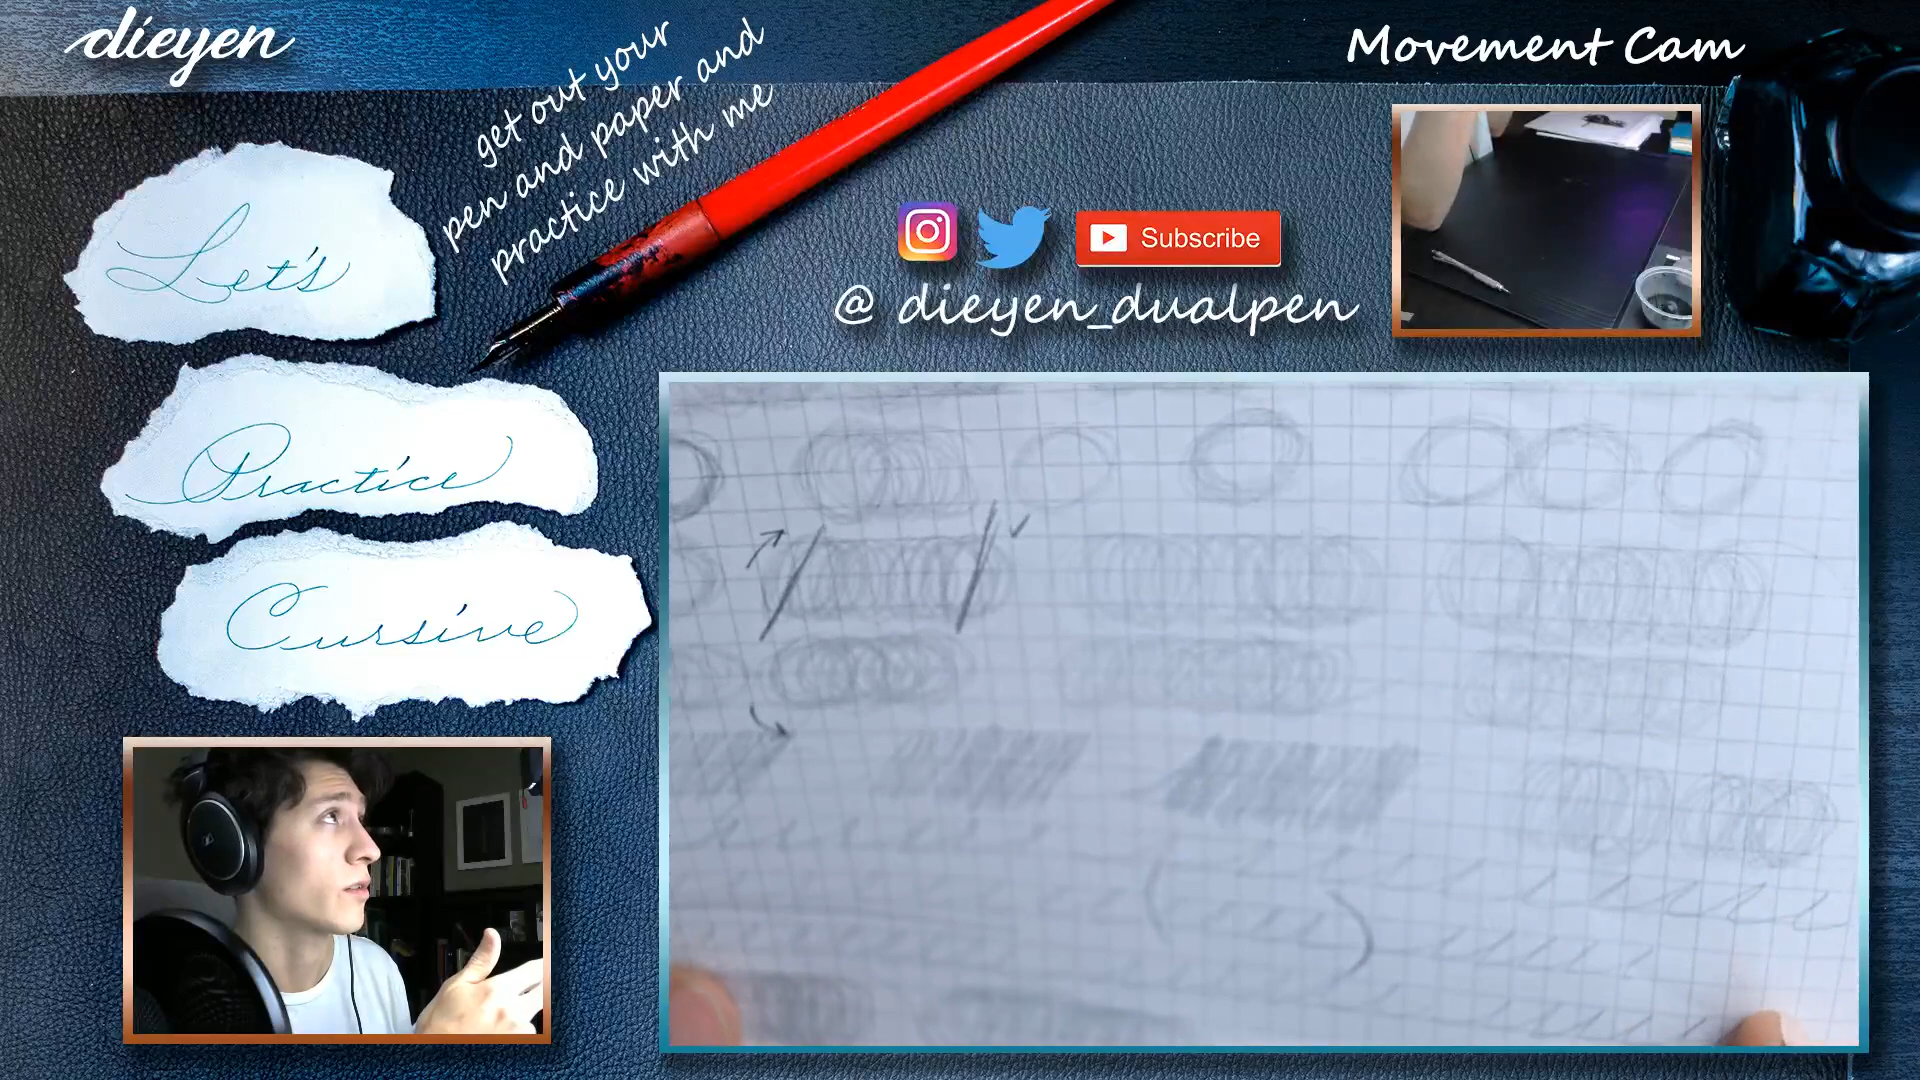 dieyen
get out your
pen and paper and
practice with me
Movement Cam
Let's
Practice
Cursive
Subscribe
@ dieyen_dualpen